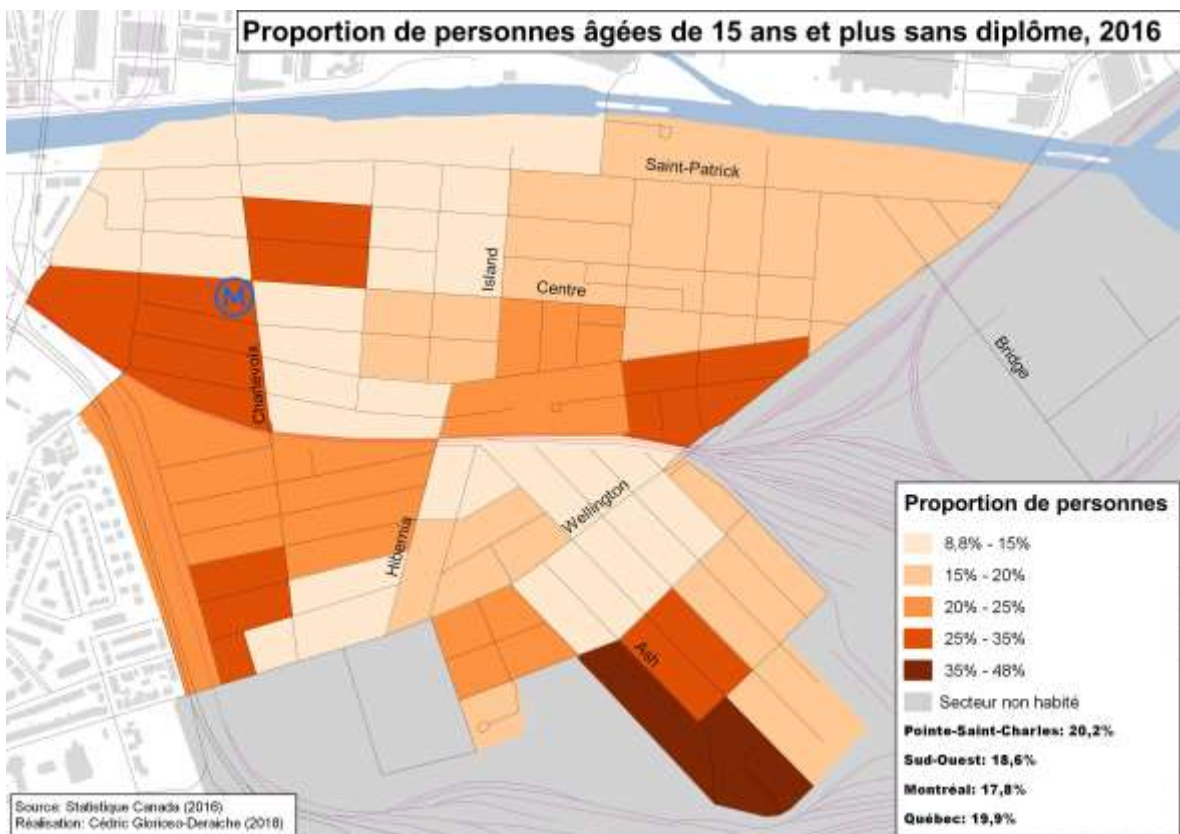 Proportion de personnes âgées de 15 ans et plus sans diplôme, 2016
Saint-Patrick
Island
Centre
M
Charlevoix
Bridge
Wellington
Hibernia
Ash
Proportion de personnes
8,8% - 15%
15% - 20%
20% - 25%
25% - 35%
35% - 48%
Secteur non habité
Pointe-Saint-Charles: 20,2%
Sud-Ouest: 18,6%
Montréal: 17,8%
Québec: 19,9%
Source: Statistique Canada (2016)
Réalisation: Cédric Glorioso-Deraiche (2018)